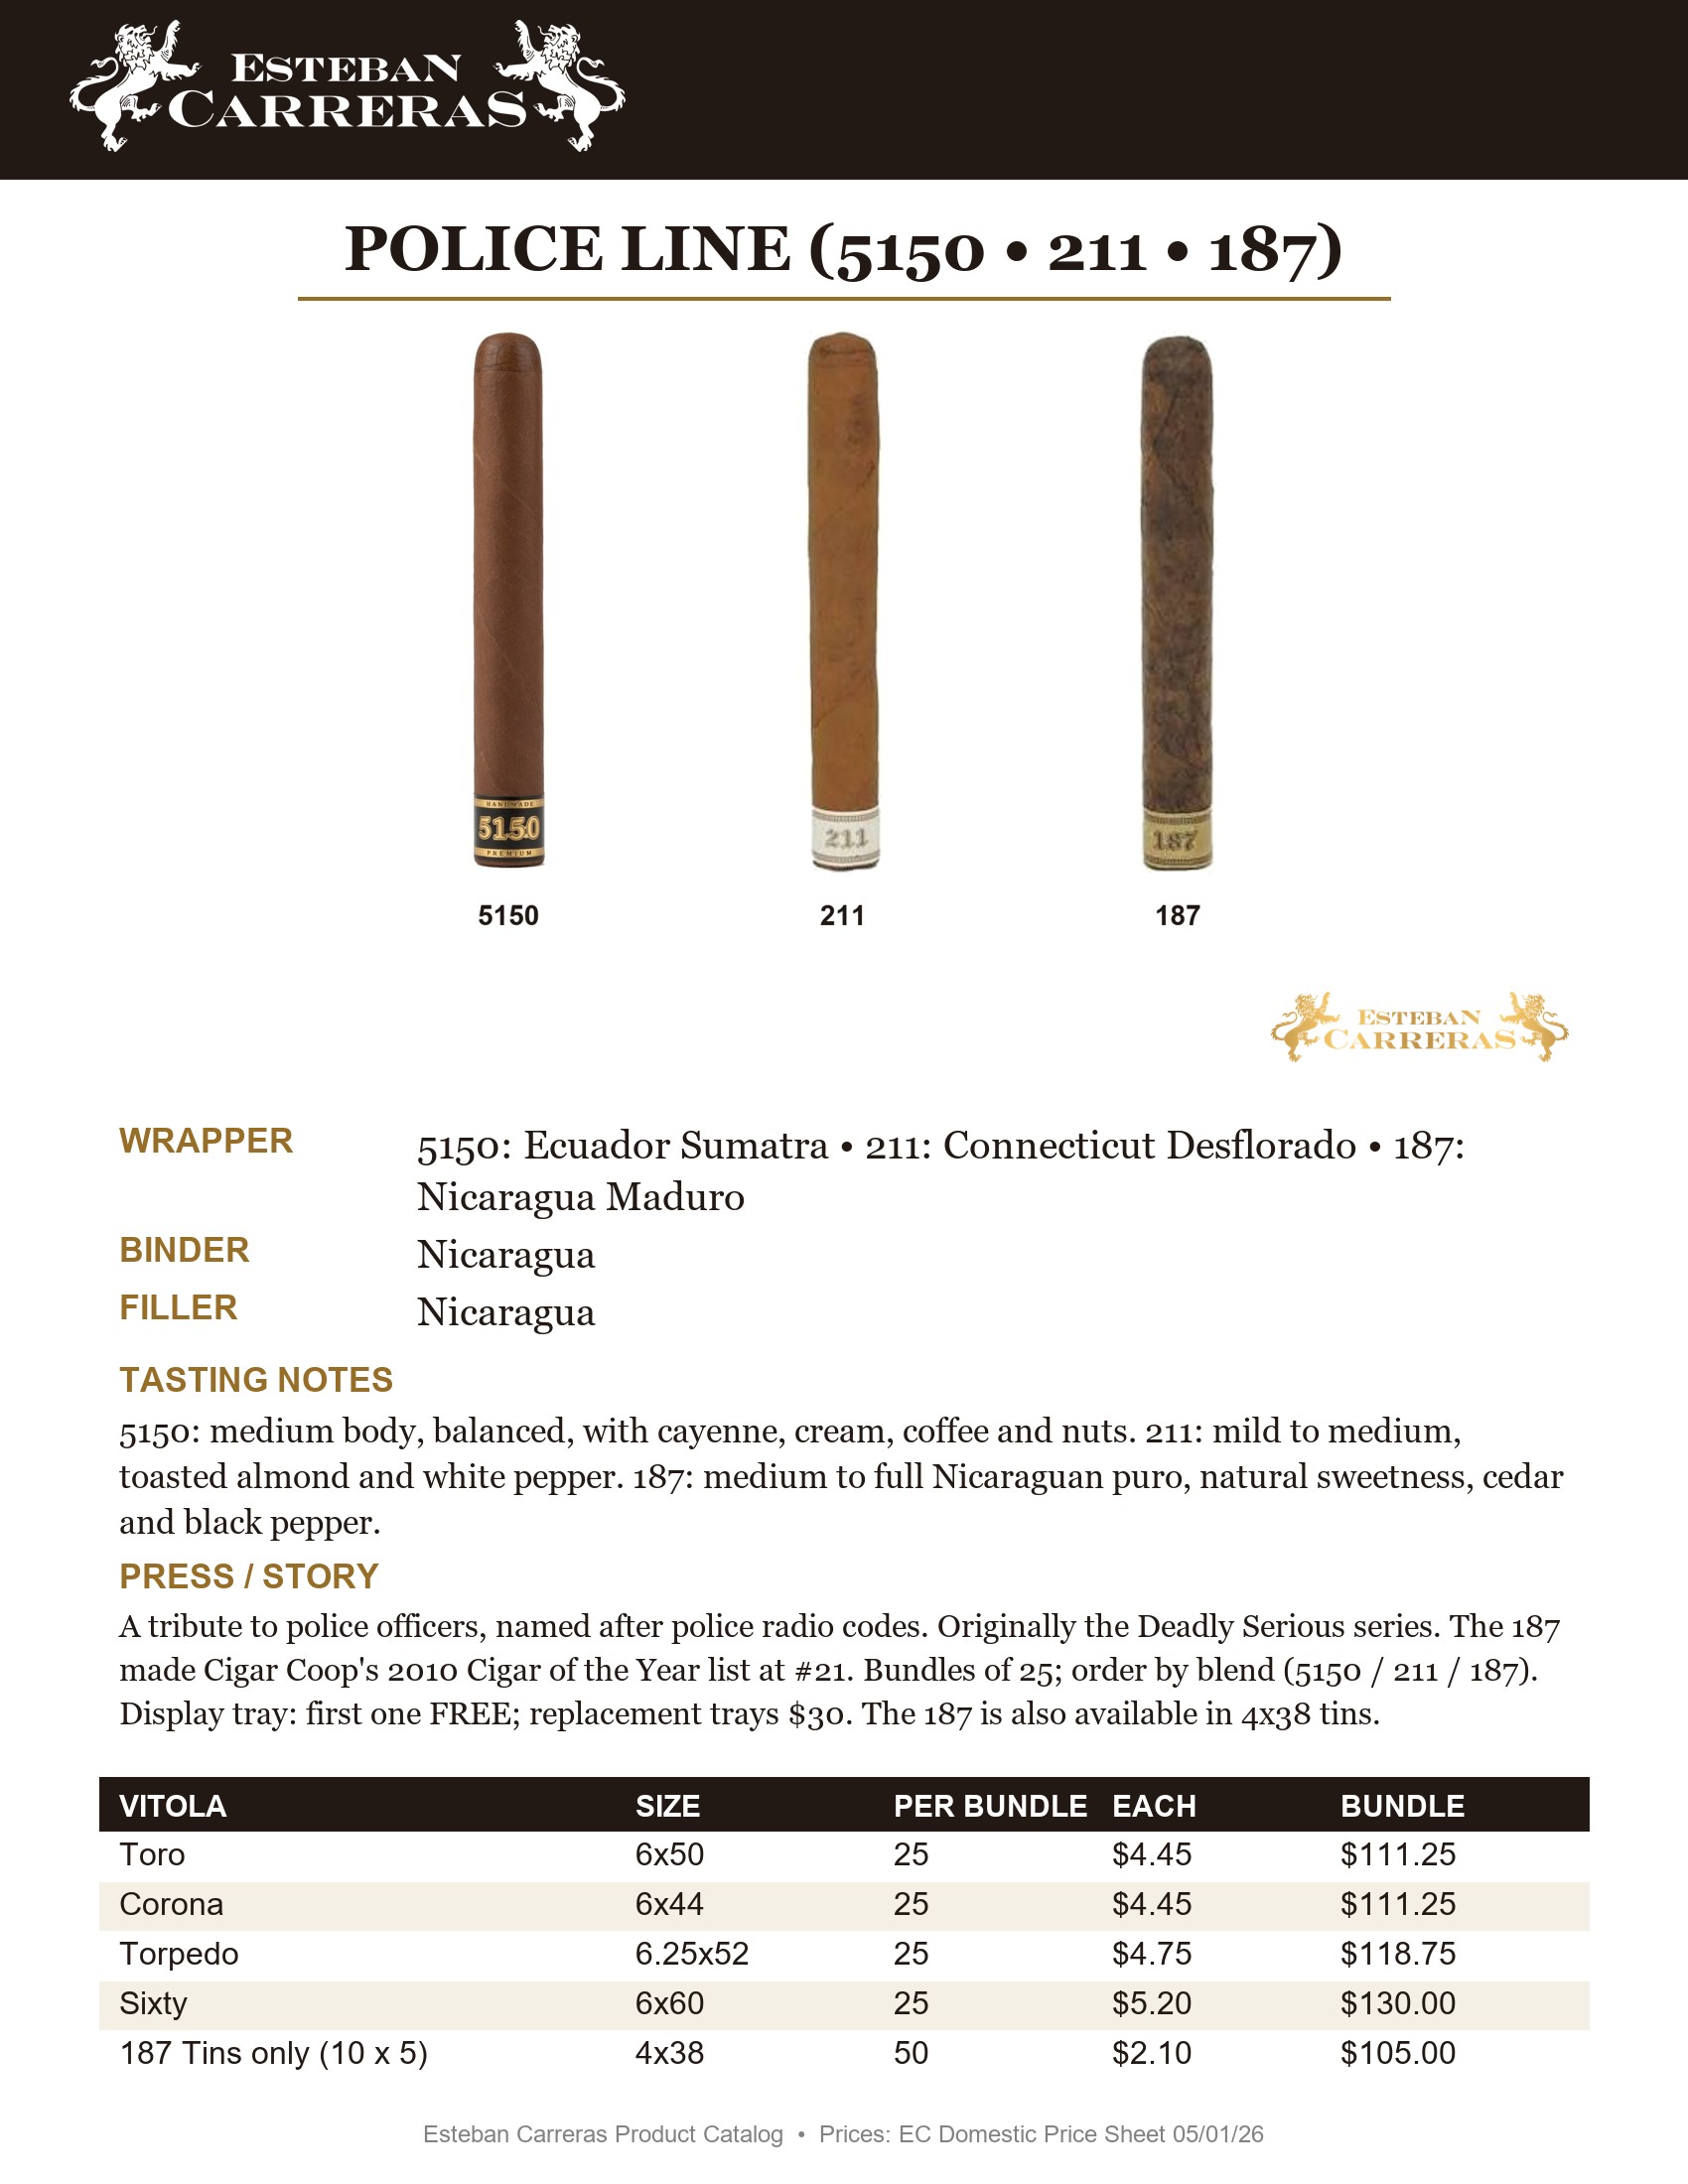 ESTEBAN
CARRERAS
POLICE LINE (5150 • 211 • 187)
HANDMADE
5150
PREMIUM
211
187
5150
211
187
ESTEBAN
CARRERAS
WRAPPER
5150: Ecuador Sumatra • 211: Connecticut Desflorado • 187:
Nicaragua Maduro
BINDER
Nicaragua
FILLER
Nicaragua
TASTING NOTES
5150: medium body, balanced, with cayenne, cream, coffee and nuts. 211: mild to medium,
toasted almond and white pepper. 187: medium to full Nicaraguan puro, natural sweetness, cedar
and black pepper.
PRESS / STORY
A tribute to police officers, named after police radio codes. Originally the Deadly Serious series. The 187
made Cigar Coop's 2010 Cigar of the Year list at #21. Bundles of 25; order by blend (5150 / 211 / 187).
Display tray: first one FREE; replacement trays $30. The 187 is also available in 4x38 tins.
VITOLA SIZE PER BUNDLE EACH BUNDLE
Toro 6x50 25 $4.45 $111.25
Corona 6x44 25 $4.45 $111.25
Torpedo 6.25x52 25 $4.75 $118.75
Sixty 6x60 25 $5.20 $130.00
187 Tins only (10 x 5) 4x38 50 $2.10 $105.00
Esteban Carreras Product Catalog • Prices: EC Domestic Price Sheet 05/01/26